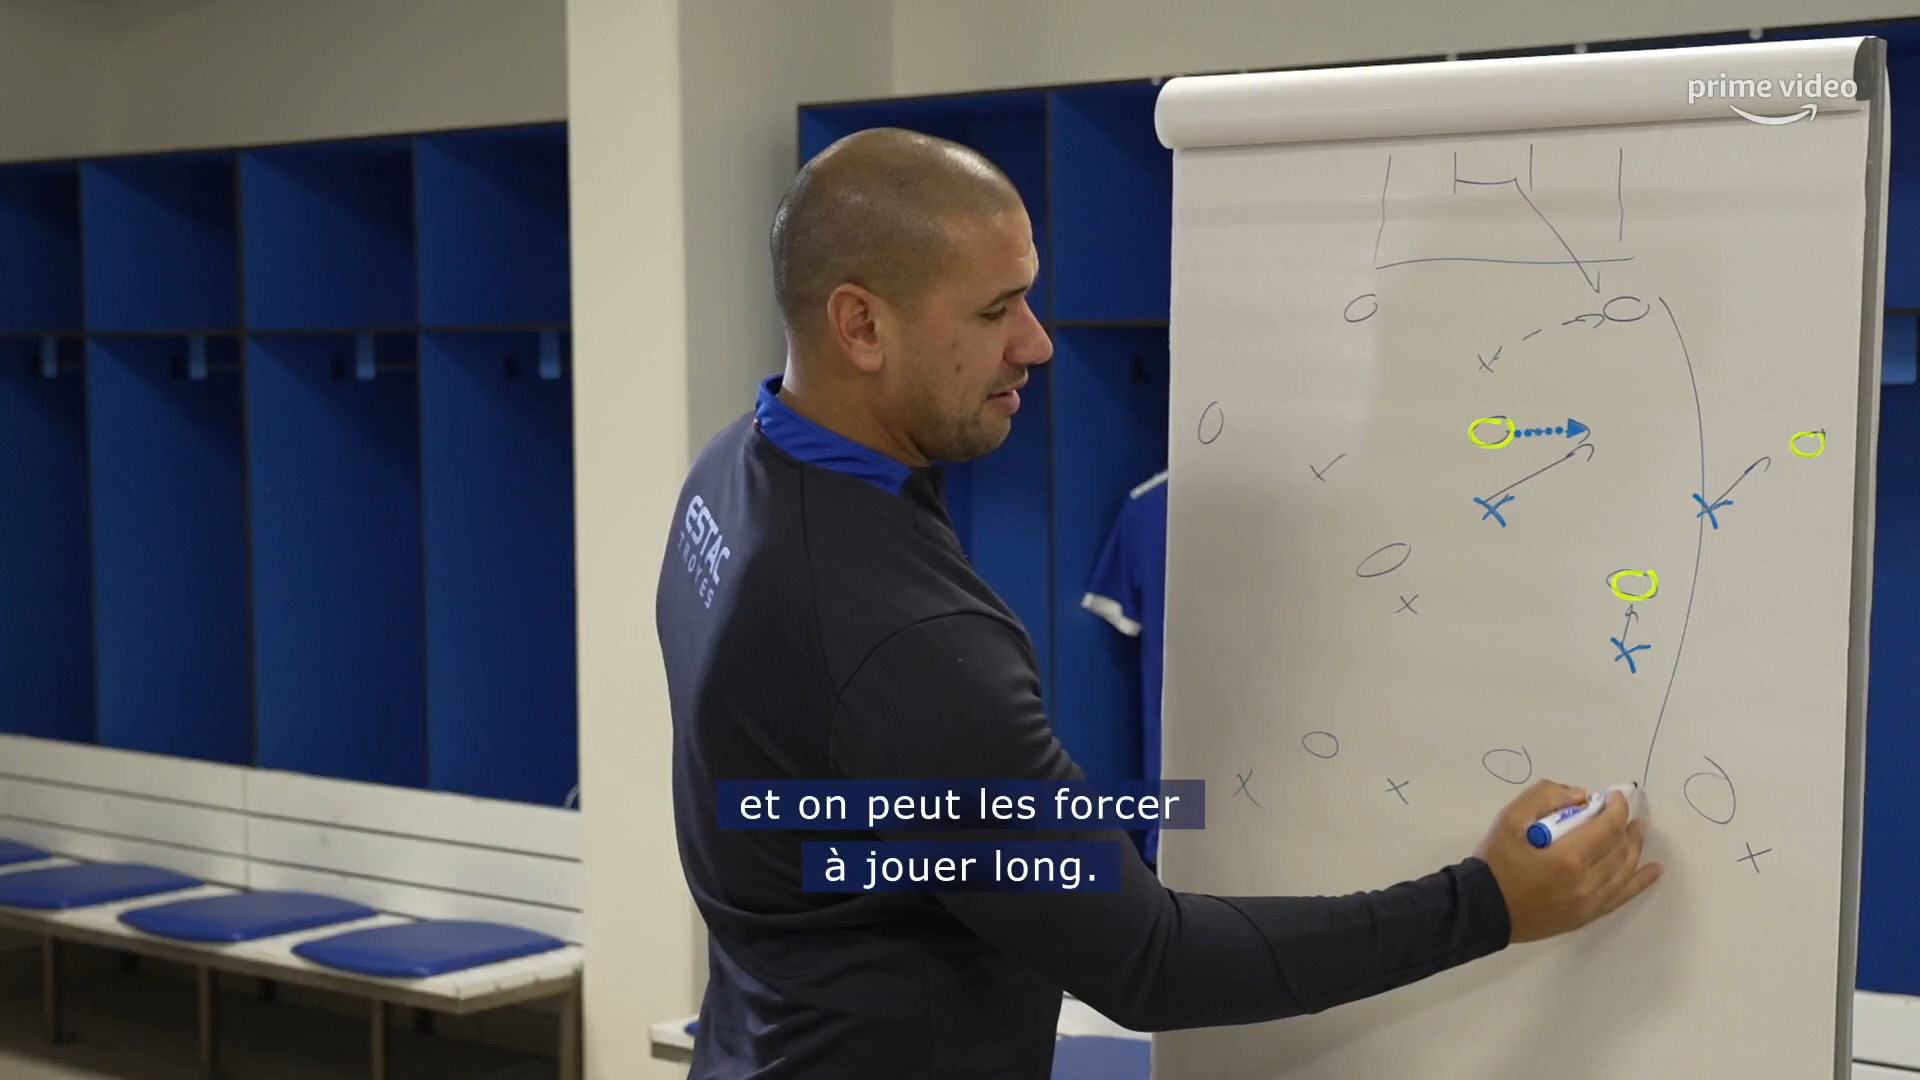 prime video
ESTAC
TROYES
et on peut les forcer
à jouer long.